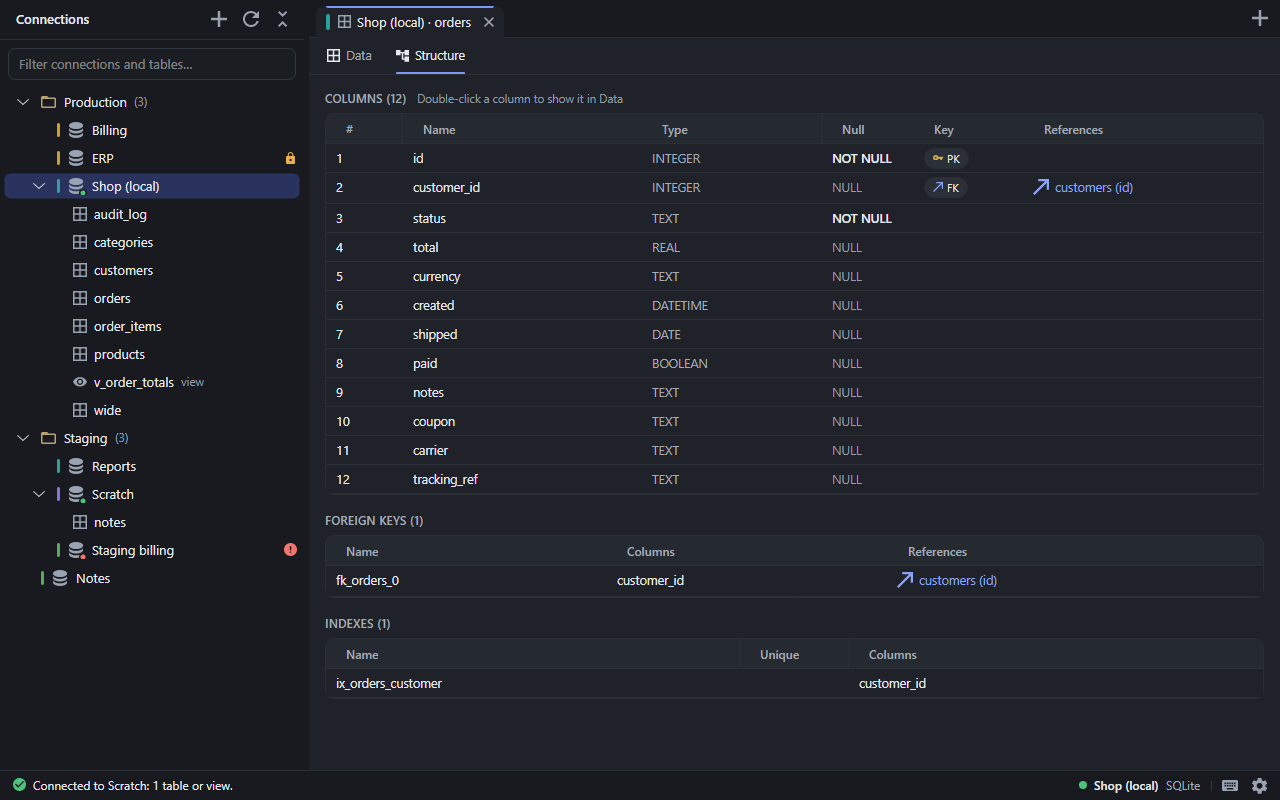 Connections
Filter connections and tables...
Production (3)
Billing
ERP
Shop (local)
audit_log
categories
customers
orders
order_items
products
v_order_totals view
wide
Staging (3)
Reports
Scratch
notes
Staging billing
Notes
Shop (local) · orders
Data Structure
COLUMNS (12) Double-click a column to show it in Data
# Name Type Null Key References
1 id INTEGER NOT NULL PK
2 customer_id INTEGER NULL FK customers (id)
3 status TEXT NOT NULL
4 total REAL NULL
5 currency TEXT NULL
6 created DATETIME NULL
7 shipped DATE NULL
8 paid BOOLEAN NULL
9 notes TEXT NULL
10 coupon TEXT NULL
11 carrier TEXT NULL
12 tracking_ref TEXT NULL
FOREIGN KEYS (1)
Name Columns References
fk_orders_0 customer_id customers (id)
INDEXES (1)
Name Unique Columns
ix_orders_customer customer_id
Connected to Scratch: 1 table or view.
Shop (local) SQLite